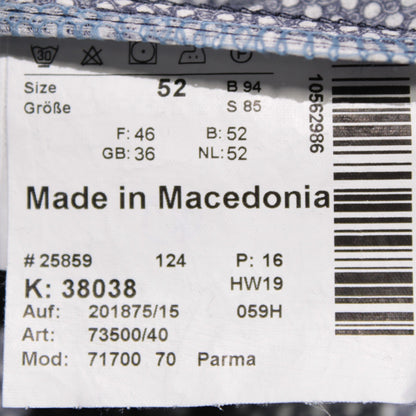 30
Size 52 B 94
Größe S 85
F: 46 B: 52
GB: 36 NL: 52
Made in Macedonia
# 25859 124 P: 16
K: 38038 HW19
Auf: 201875/15 059H
Art: 73500/40
Mod: 71700 70 Parma
10562986